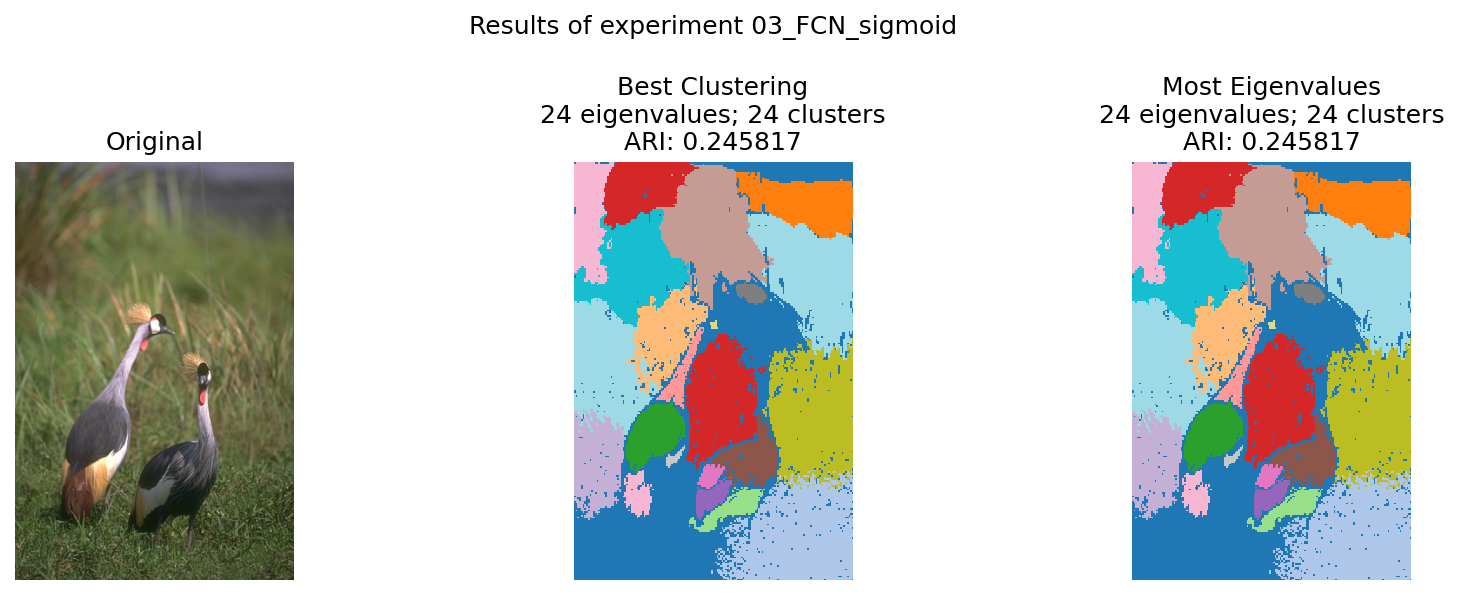 Results of experiment 03_FCN_sigmoid
Original
Best Clustering
24 eigenvalues; 24 clusters
ARI: 0.245817
Most Eigenvalues
24 eigenvalues; 24 clusters
ARI: 0.245817